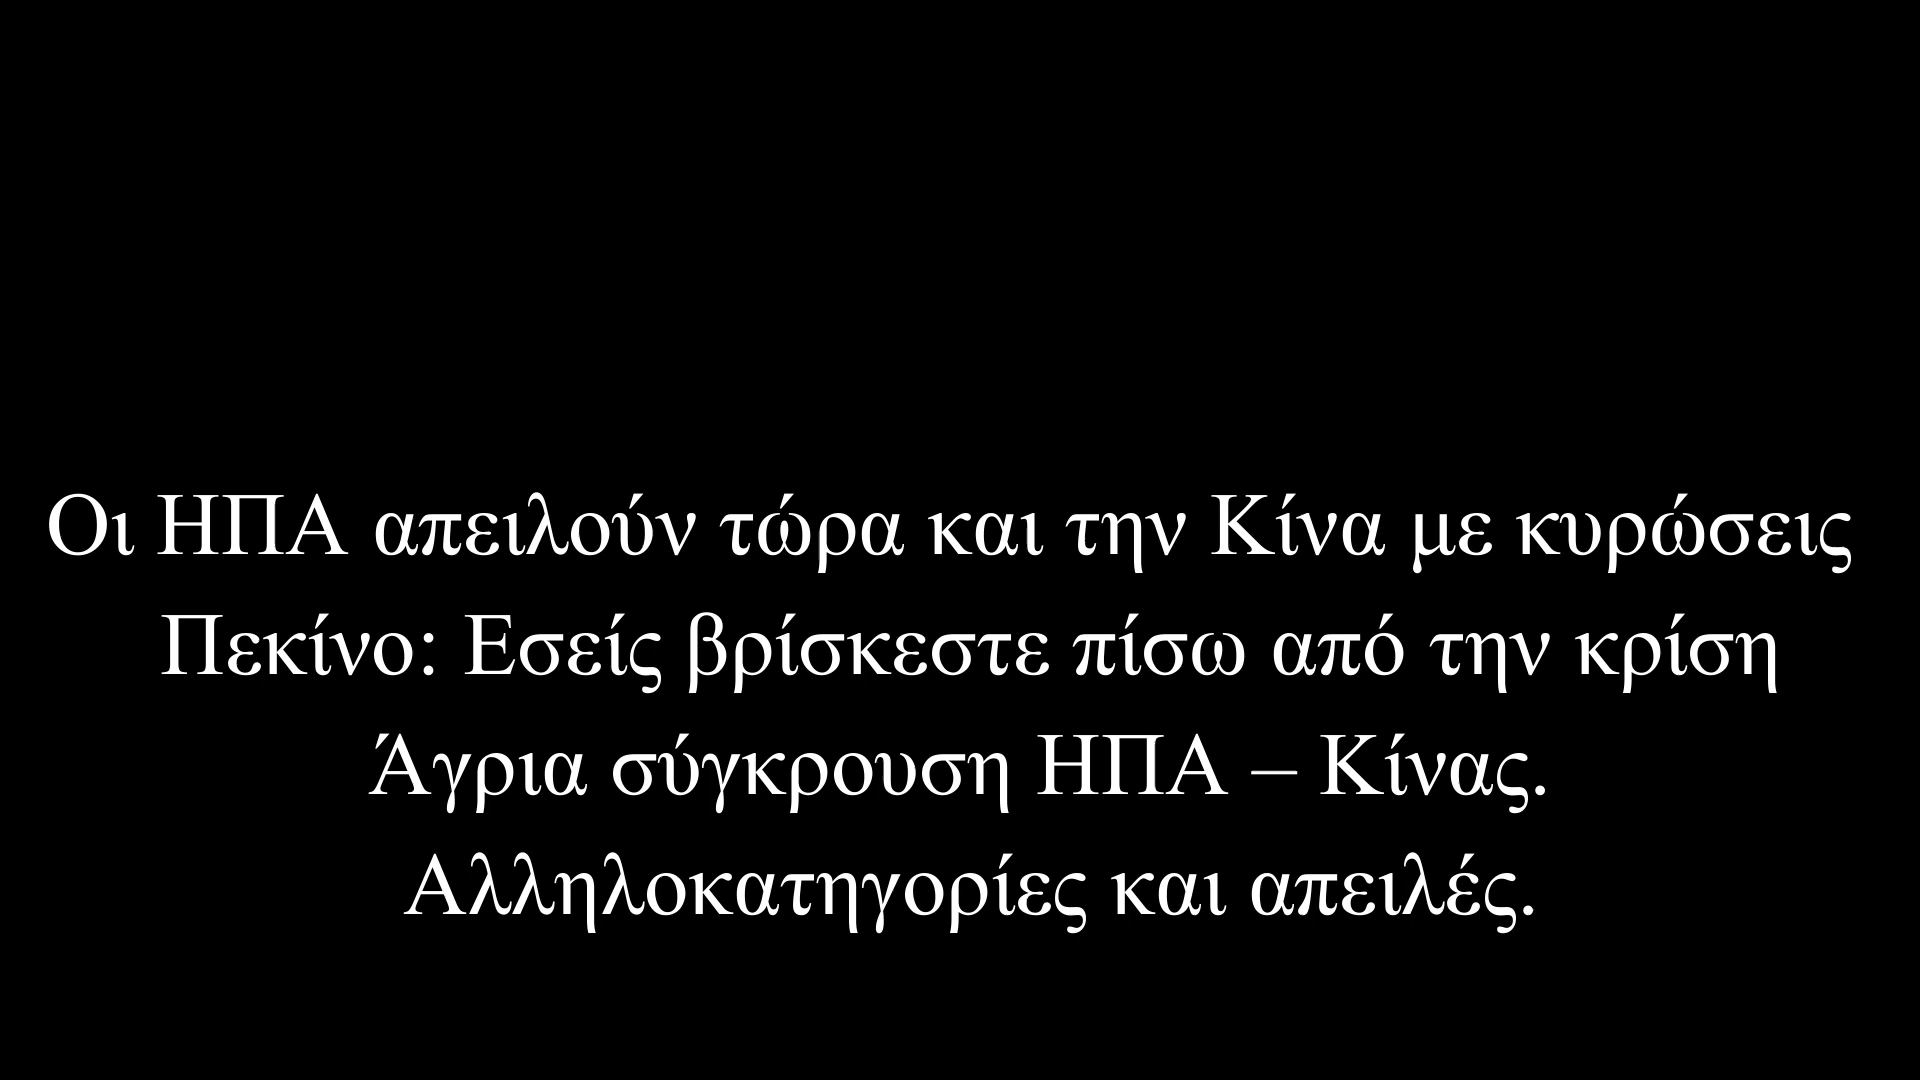 Οι ΗΠΑ απειλούν τώρα και την Κίνα με κυρώσεις
Πεκίνο: Εσείς βρίσκεστε πίσω από την κρίση
Άγρια σύγκρουση ΗΠΑ – Κίνας.
Αλληλοκατηγορίες και απειλές.